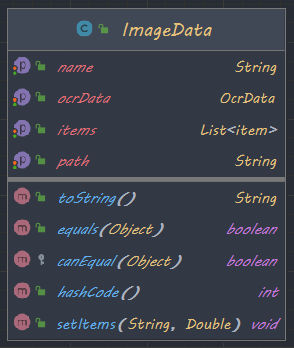 C ImageData
p name String
p ocrData OcrData
p items List<item>
p path String
m toString() String
m equals(Object) boolean
m canEqual(Object) boolean
m hashCode() int
m setItems(String, Double) void